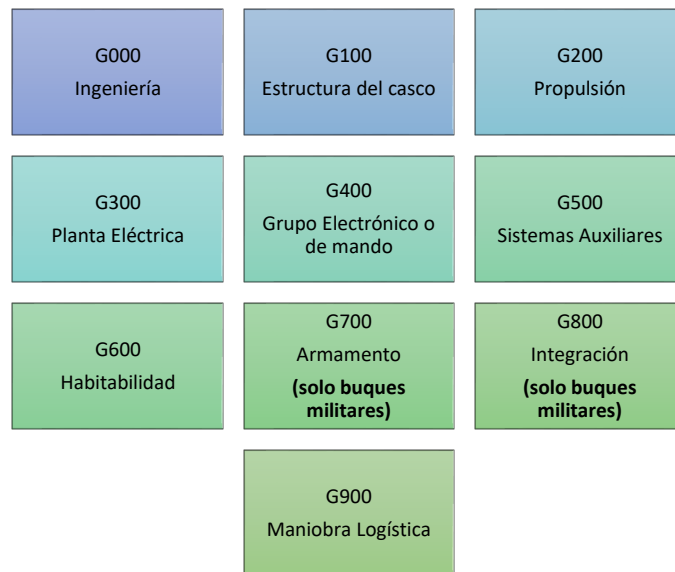 G000
Ingeniería
G100
Estructura del casco
G200
Propulsión
G300
Planta Eléctrica
G400
Grupo Electrónico o
de mando
G500
Sistemas Auxiliares
G600
Habitabilidad
G700
Armamento
(solo buques
militares)
G800
Integración
(solo buques
militares)
G900
Maniobra Logística